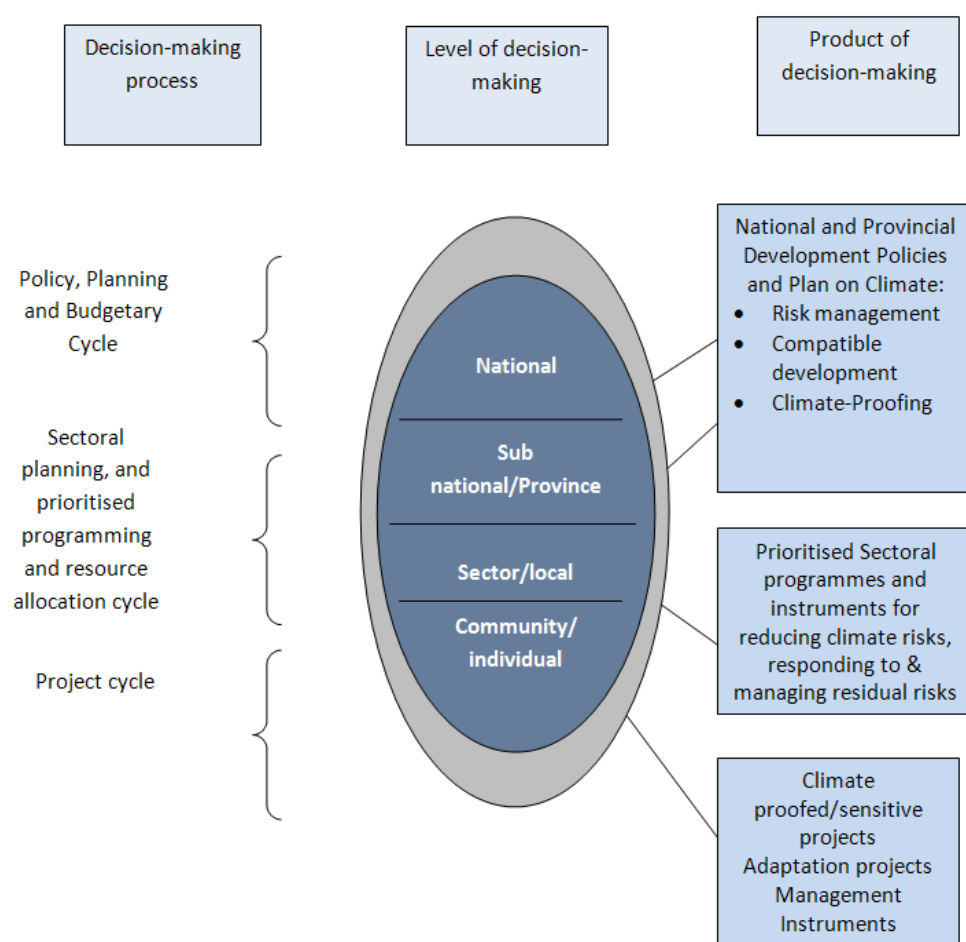 Decision-making
process
Level of decision-
making
Product of
decision-making
Policy, Planning
and Budgetary
Cycle
Sectoral
planning, and
prioritised
programming
and resource
allocation cycle
Project cycle
National
Sub
national/Province
Sector/local
Community/
individual
National and Provincial
Development Policies
and Plan on Climate:
• Risk management
• Compatible
development
• Climate-Proofing
Prioritised Sectoral
programmes and
instruments for
reducing climate risks,
responding to &
managing residual risks
Climate
proofed/sensitive
projects
Adaptation projects
Management
Instruments